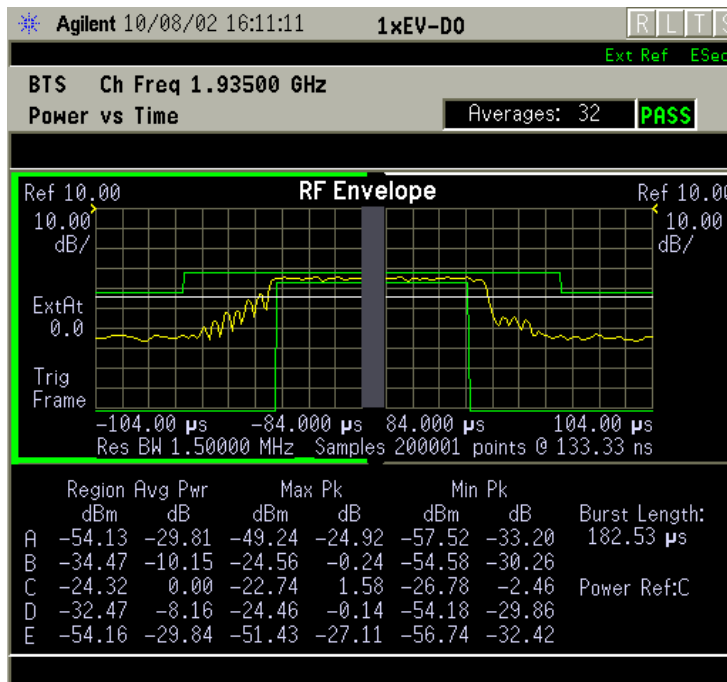 Agilent 10/08/02 16:11:11 1xEV-DO R L T S
Ext Ref ESec
BTS Ch Freq 1.93500 GHz
Power vs Time Averages: 32 PASS
Ref 10.00 RF Envelope Ref 10.00
10.00 10.00
dB/ dB/
ExtAt
0.0
Trig
Frame
-104.00 µs -84.000 µs 84.000 µs 104.00 µs
Res BW 1.50000 MHz Samples 200001 points @ 133.33 ns
Region Avg Pwr Max Pk Min Pk
dBm dB dBm dB dBm dB Burst Length:
A -54.13 -29.81 -49.24 -24.92 -57.52 -33.20 182.53 µs
B -34.47 -10.15 -24.56 -0.24 -54.58 -30.26
C -24.32 0.00 -22.74 1.58 -26.78 -2.46 Power Ref:C
D -32.47 -8.16 -24.46 -0.14 -54.18 -29.86
E -54.16 -29.84 -51.43 -27.11 -56.74 -32.42